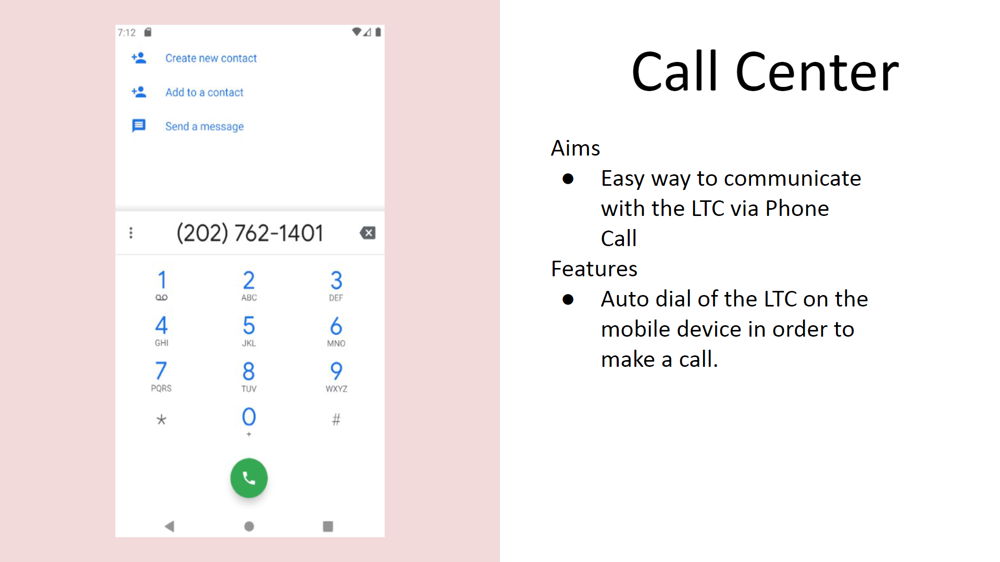 7:12
Create new contact
Add to a contact
Send a message
(202) 762-1401
1 2 3
ABC DEF
4 5 6
GHI JKL MNO
7 8 9
PQRS TUV WXYZ
* 0 #
+
Call Center
Aims
● Easy way to communicate
with the LTC via Phone
Call
Features
● Auto dial of the LTC on the
mobile device in order to
make a call.